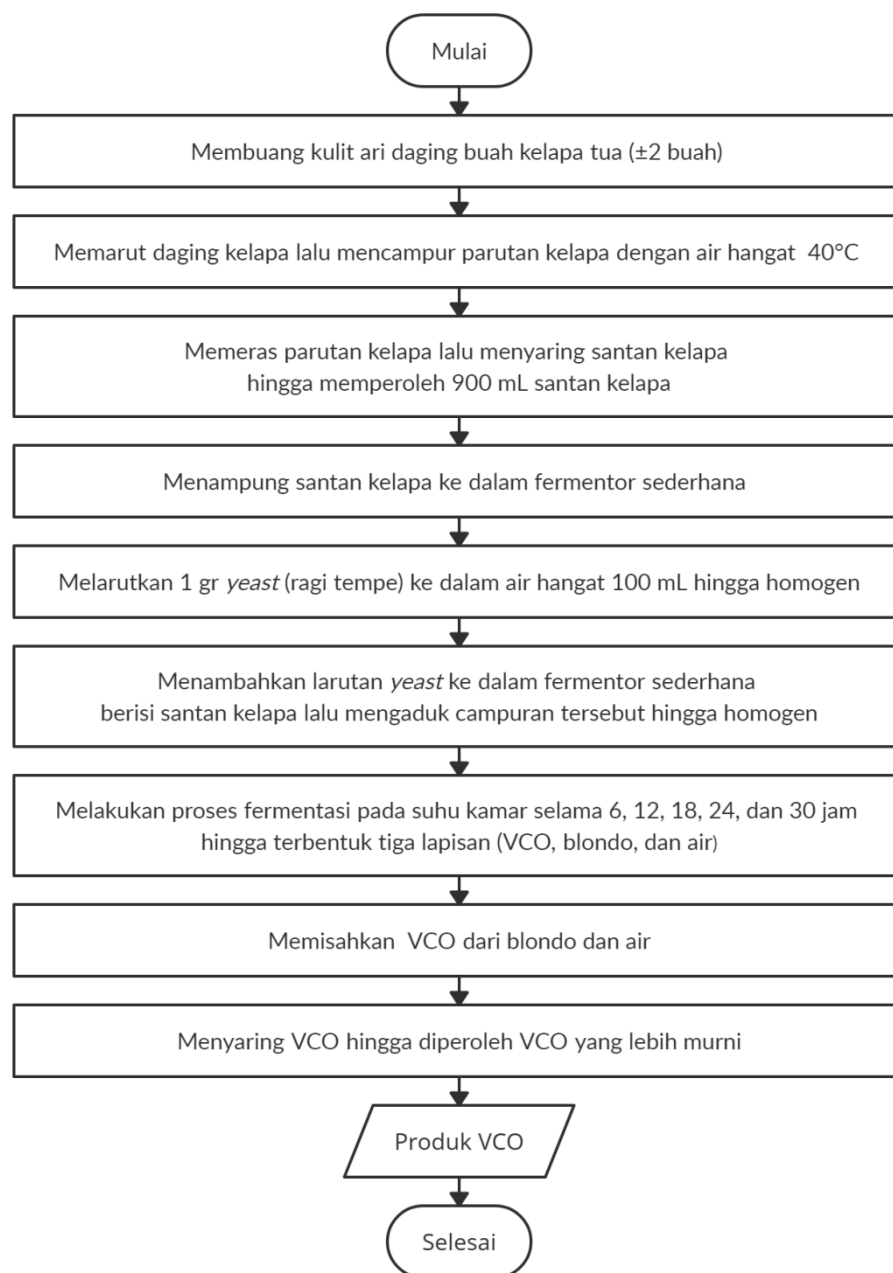 Mulai
Membuang kulit ari daging buah kelapa tua (±2 buah)
Memarut daging kelapa lalu mencampur parutan kelapa dengan air hangat 40°C
Memeras parutan kelapa lalu menyaring santan kelapa
hingga memperoleh 900 mL santan kelapa
Menampung santan kelapa ke dalam fermentor sederhana
Melarutkan 1 gr yeast (ragi tempe) ke dalam air hangat 100 mL hingga homogen
Menambahkan larutan yeast ke dalam fermentor sederhana
berisi santan kelapa lalu mengaduk campuran tersebut hingga homogen
Melakukan proses fermentasi pada suhu kamar selama 6, 12, 18, 24, dan 30 jam
hingga terbentuk tiga lapisan (VCO, blondo, dan air)
Memisahkan VCO dari blondo dan air
Menyaring VCO hingga diperoleh VCO yang lebih murni
Produk VCO
Selesai